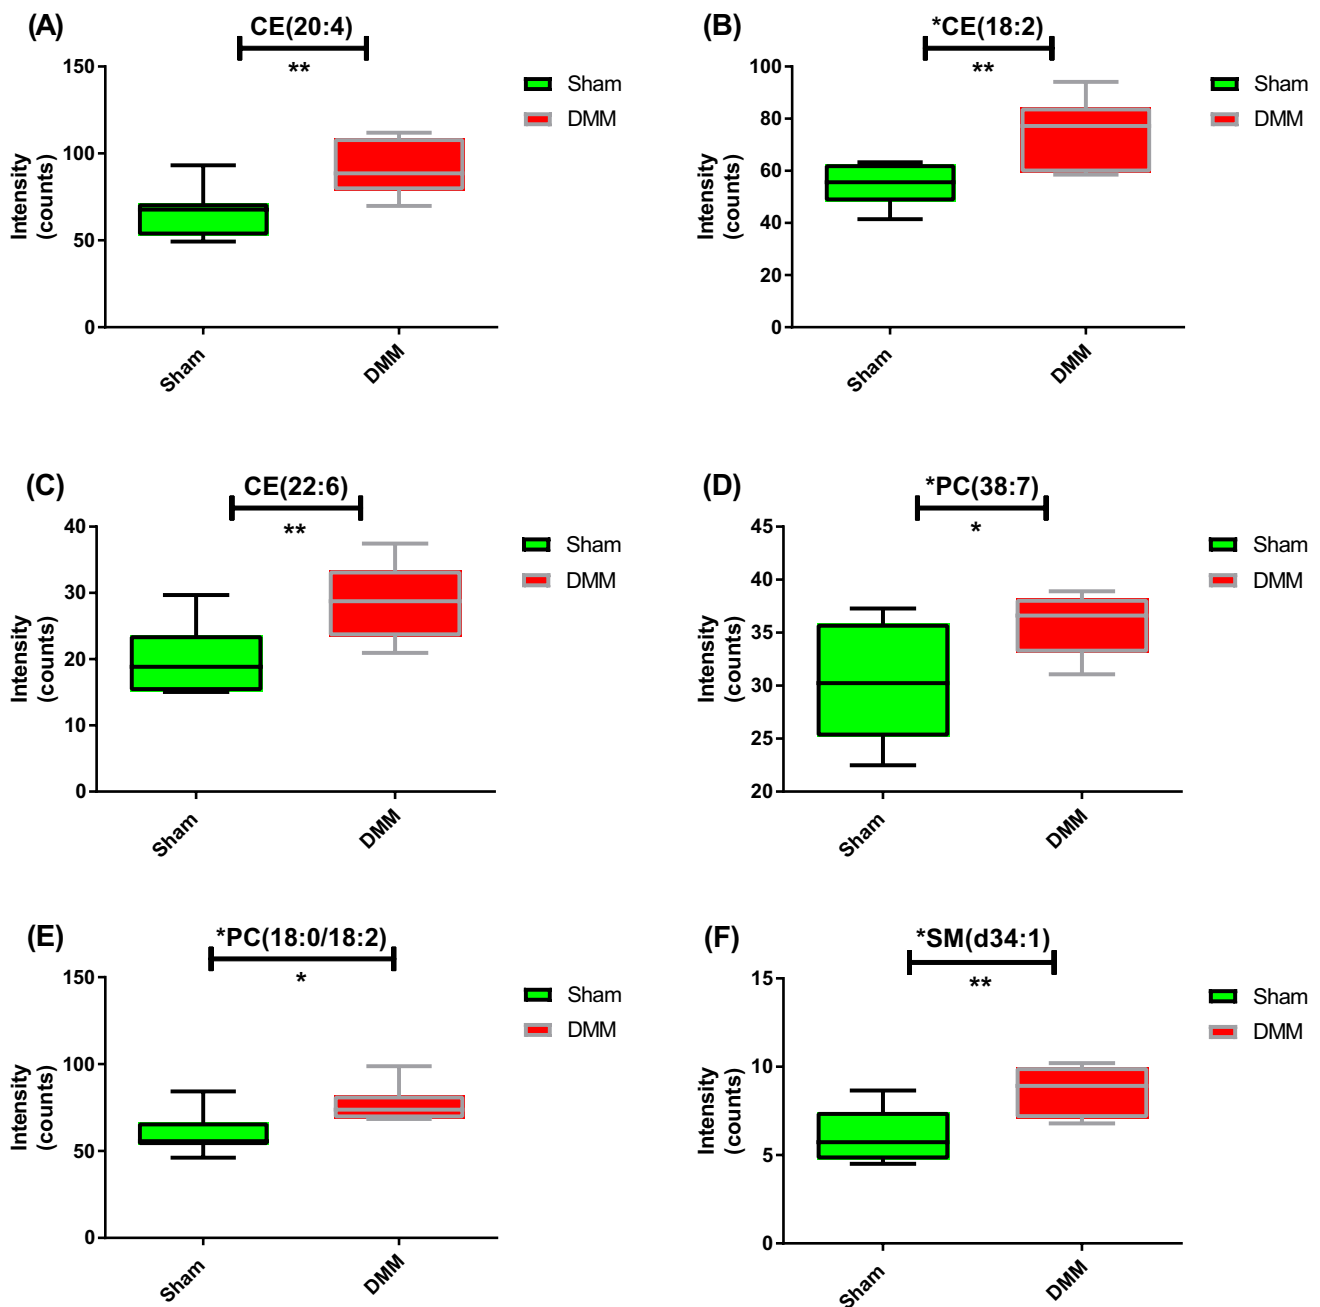 (A)
CE(20:4)
**
150
100
50
0
Intensity
(counts)
Sham
DMM
Sham
DMM
(B)
*CE(18:2)
**
100
80
60
40
20
0
Intensity
(counts)
Sham
DMM
Sham
DMM
(C)
CE(22:6)
**
40
30
20
10
0
Intensity
(counts)
Sham
DMM
Sham
DMM
(D)
*PC(38:7)
*
45
40
35
30
25
20
Intensity
(counts)
Sham
DMM
Sham
DMM
(E)
*PC(18:0/18:2)
*
150
100
50
0
Intensity
(counts)
Sham
DMM
Sham
DMM
(F)
*SM(d34:1)
**
15
10
5
0
Intensity
(counts)
Sham
DMM
Sham
DMM